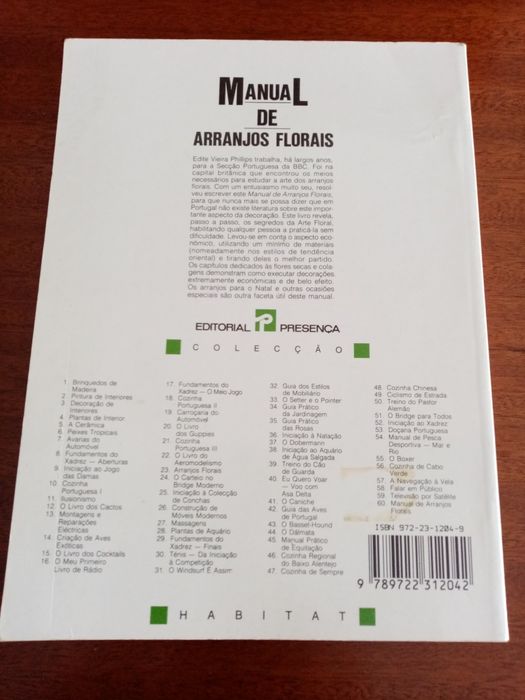 MANUAL
DE
ARRANJOS FLORAIS
Edite Vieira Phillips trabalha, há largos anos,
para a Secção Portuguesa da BBC. Foi na
capital britânica que encontrou os meios
necessários para estudar a arte dos arranjos
florais. Com um entusiasmo muito seu, resol-
veu escrever este Manual de Arranjos Florais,
para que nunca mais se possa dizer que em
Portugal não existe literatura sobre este impor-
tante aspecto da decoração. Este livro revela,
passo a passo, os segredos da Arte Floral,
habilitando qualquer pessoa a praticá-la sem
dificuldade. Levou-se em conta o aspecto eco-
nómico, utilizando um mínimo de materiais
(nomeadamente nos estilos de tendência
oriental) e tirando deles o melhor partido.
Os capítulos dedicados às flores secas e cola-
gens demonstram como executar decorações
extremamente económicas e de belo efeito.
Os arranjos para o Natal e outras ocasiões
especiais são outra faceta útil deste manual.
EDITORIAL P PRESENÇA
COLECÇÃO
1. Brinquedos de
Madeira
2. Pintura de Interiores
3. Decoração de
Interiores
4. Plantas de Interior
5. A Cerâmica
6. Peixes Tropicais
7. Avarias do
Automóvel
8. Fundamentos do
Xadrez — Aberturas
9. Iniciação ao Jogo
das Damas
10. Cozinha
Portuguesa I
11. Ilusionismo
12. O Livro dos Cactos
13. Montagens e
Reparações
Eléctricas
14. Criação de Aves
Exóticas
15. O Livro dos Cocktails
16. O Meu Primeiro
Livro de Rádio
17. Fundamentos do
Xadrez — O Meio Jogo
18. Cozinha
Portuguesa II
19. Carroçaria do
Automóvel
20. O Livro
dos Guppies
21. Cozinha
Portuguesa III
22. O Livro do
Aeromodelismo
23. Arranjos Florais
24. O Carteio no
Bridge Moderno
25. Iniciação à Colecção
de Conchas
26. Construção de
Móveis Modernos
27. Massagens
28. Plantas de Aquário
29. Fundamentos do
Xadrez — Finais
30. Ténis — Da Iniciação
à Competição
31. O Windsurf É Assim
32. Guia dos Estilos
de Mobiliário
33. O Setter e o Pointer
34. Guia Prático
da Jardinagem
35. Guia Prático
das Rosas
36. Iniciação à Natação
37. O Dobermann
38. Iniciação ao Aquário
de Água Salgada
39. Treino do Cão
de Guarda
40. Eu Quero Voar
— Voo com
Asa Delta
41. O Caniche
42. Guia das Aves
de Portugal
43. O Basset-Hound
44. O Dálmata
45. Manual Prático
de Equitação
46. Cozinha Regional
do Baixo Alentejo
47. Cozinha de Sempre
48. Cozinha Chinesa
49. Ciclismo de Estrada
50. Treino do Pastor
Alemão
51. O Bridge para Todos
52. Iniciação ao Xadrez
53. Doçaria Portuguesa
54. Manual de Pesca
Desportiva — Mar e
Rio
55. O Boxer
56. Cozinha de Cabo
Verde
57. A Navegação à Vela
58. Falar em Público
59. Televisão por Satélite
60. Manual de Arranjos
Florais
ISBN 972-23-1204-9
9 789722 312042
HABITAT